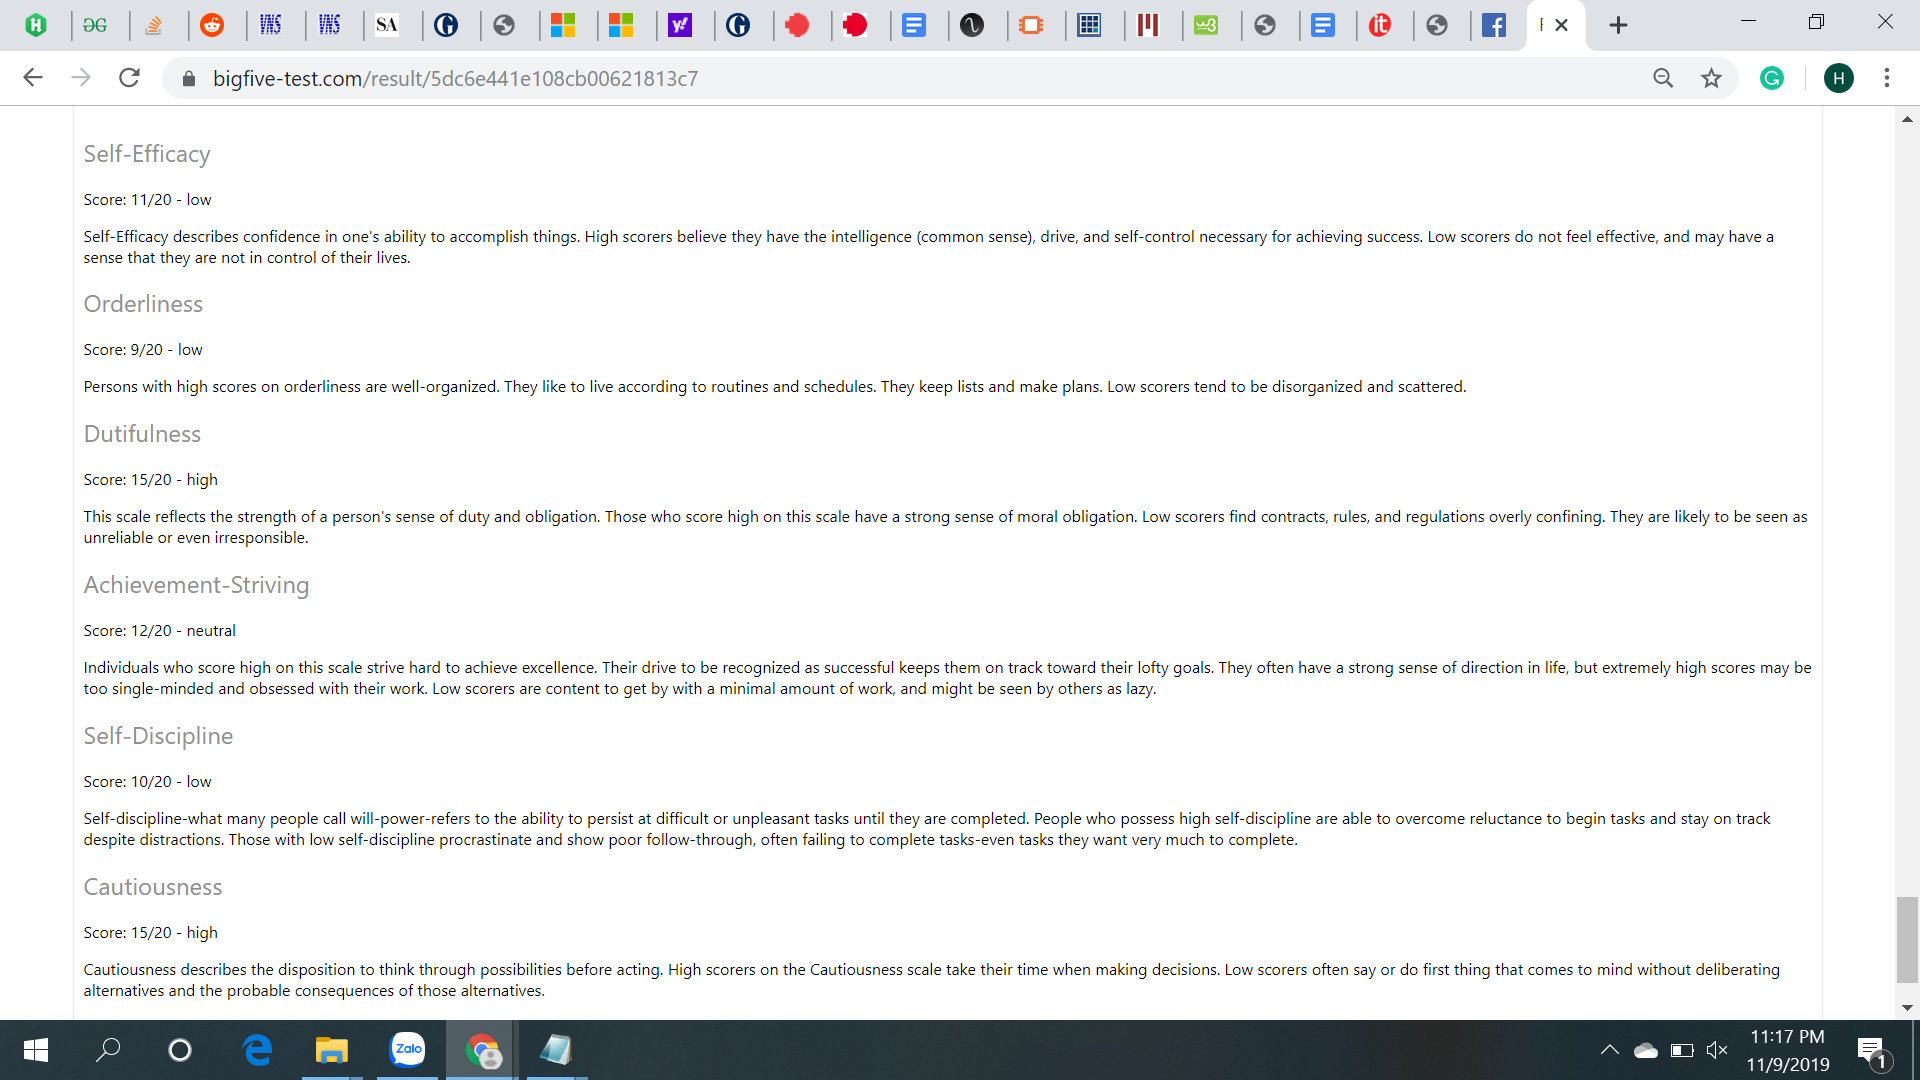 SA
y!
w3
it
bigfive-test.com/result/5dc6e441e108cb00621813c7
H
Self-Efficacy
Score: 11/20 - low
Self-Efficacy describes confidence in one's ability to accomplish things. High scorers believe they have the intelligence (common sense), drive, and self-control necessary for achieving success. Low scorers do not feel effective, and may have a
sense that they are not in control of their lives.
Orderliness
Score: 9/20 - low
Persons with high scores on orderliness are well-organized. They like to live according to routines and schedules. They keep lists and make plans. Low scorers tend to be disorganized and scattered.
Dutifulness
Score: 15/20 - high
This scale reflects the strength of a person's sense of duty and obligation. Those who score high on this scale have a strong sense of moral obligation. Low scorers find contracts, rules, and regulations overly confining. They are likely to be seen as
unreliable or even irresponsible.
Achievement-Striving
Score: 12/20 - neutral
Individuals who score high on this scale strive hard to achieve excellence. Their drive to be recognized as successful keeps them on track toward their lofty goals. They often have a strong sense of direction in life, but extremely high scores may be
too single-minded and obsessed with their work. Low scorers are content to get by with a minimal amount of work, and might be seen by others as lazy.
Self-Discipline
Score: 10/20 - low
Self-discipline-what many people call will-power-refers to the ability to persist at difficult or unpleasant tasks until they are completed. People who possess high self-discipline are able to overcome reluctance to begin tasks and stay on track
despite distractions. Those with low self-discipline procrastinate and show poor follow-through, often failing to complete tasks-even tasks they want very much to complete.
Cautiousness
Score: 15/20 - high
Cautiousness describes the disposition to think through possibilities before acting. High scorers on the Cautiousness scale take their time when making decisions. Low scorers often say or do first thing that comes to mind without deliberating
alternatives and the probable consequences of those alternatives.
Zalo
11:17 PM
11/9/2019
1